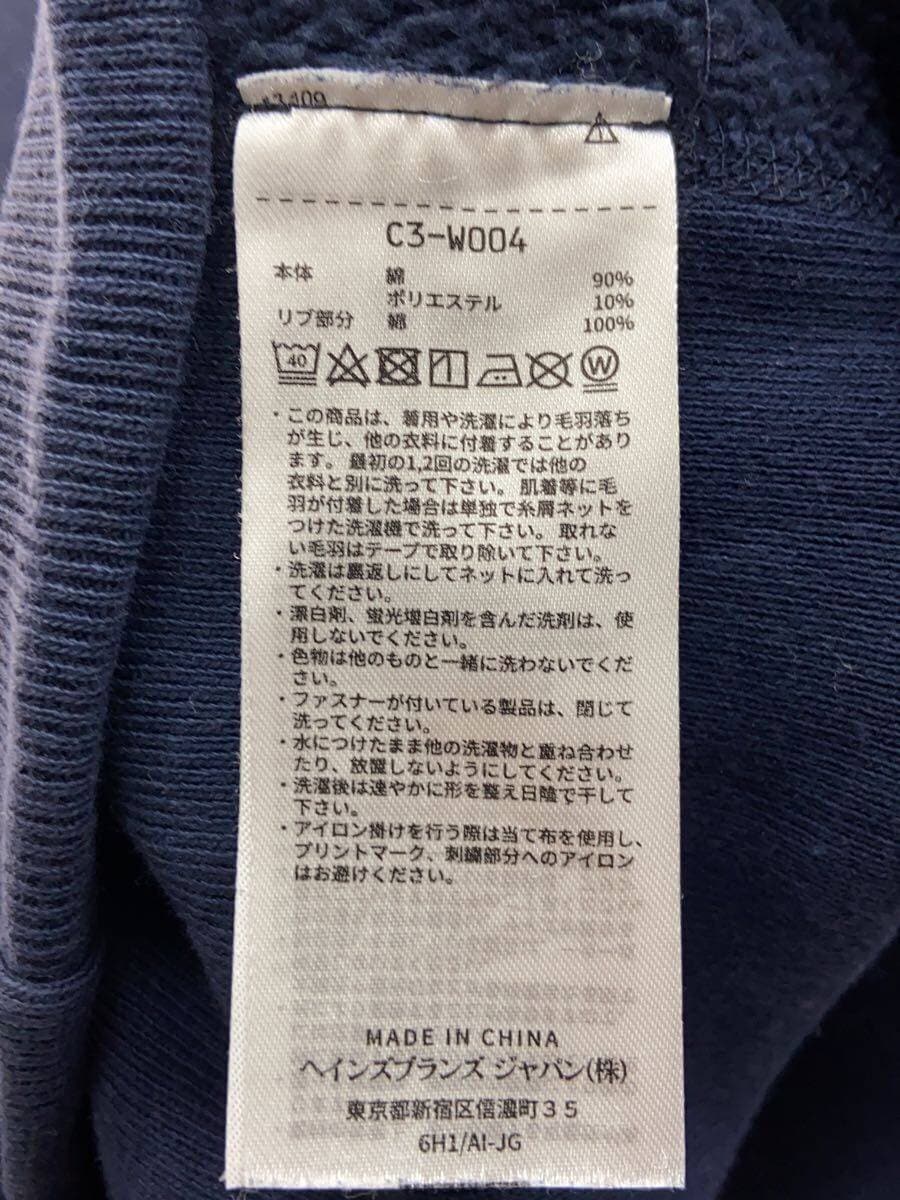 C3-W004
本体 綿 90%
ポリエステル 10%
リブ部分 綿 100%
40 W
・この商品は、着用や洗濯により毛羽落ち
が生じ、他の衣料に付着することがあり
ます。最初の1,2回の洗濯では他の
衣料と別に洗って下さい。肌着等に毛
羽が付着した場合は単独で糸屑ネットを
つけた洗濯機で洗って下さい。取れな
い毛羽はテープで取り除いて下さい。
・洗濯は裏返しにしてネットに入れて洗っ
てください。
・漂白剤、蛍光増白剤を含んだ洗剤は、使
用しないでください。
・色物は他のものと一緒に洗わないでくだ
さい。
・ファスナーが付いている製品は、閉じて
洗ってください。
・水につけたまま他の洗濯物と重ね合わせ
たり、放置しないようにしてください。
・洗濯後は速やかに形を整え日陰で干して
下さい。
・アイロン掛けを行う際は当て布を使用し、
プリントマーク、刺繍部分へのアイロン
はお避けください。
MADE IN CHINA
ヘインズブランズ ジャパン(株)
東京都新宿区信濃町35
6H1/AI-JG